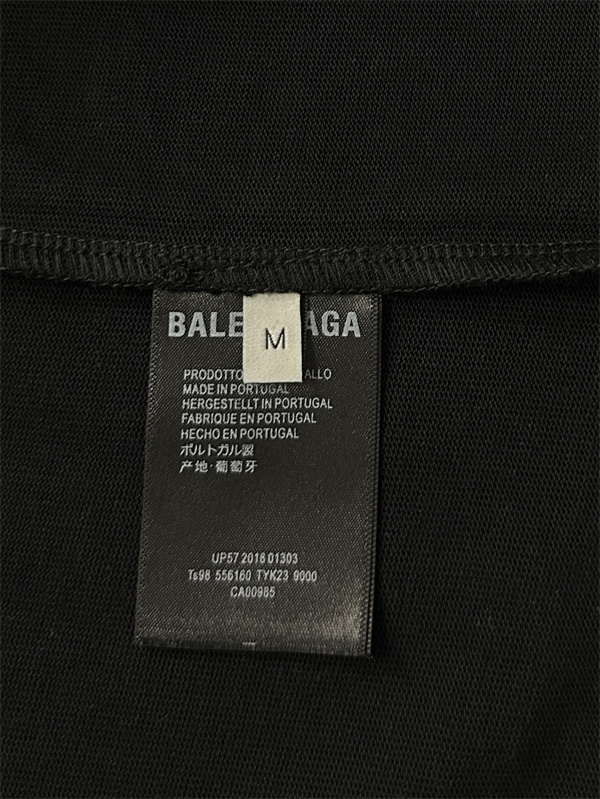 BALE AGA
M
PRODOTTO ALLO
MADE IN PORTUGAL
HERGESTELLT IN PORTUGAL
FABRIQUE EN PORTUGAL
HECHO EN PORTUGAL
ポルトガル製
产地·葡萄牙
UP57 2018 01303
Ts98 556160 TYK23 9000
CA00985